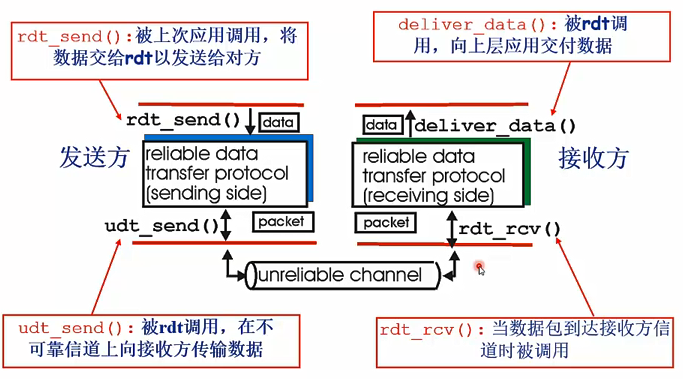 rdt_send():被上次应用调用，将
数据交给rdt以发送给对方
deliver_data():被rdt调
用，向上层应用交付数据
rdt_send()
data
data
deliver_data()
发送方
reliable data
transfer protocol
(sending side)
reliable data
transfer protocol
(receiving side)
接收方
udt_send()
packet
packet
rdt_rcv()
unreliable channel
udt_send():被rdt调用，在不
可靠信道上向接收方传输数据
rdt_rcv():当数据包到达接收方信
道时被调用